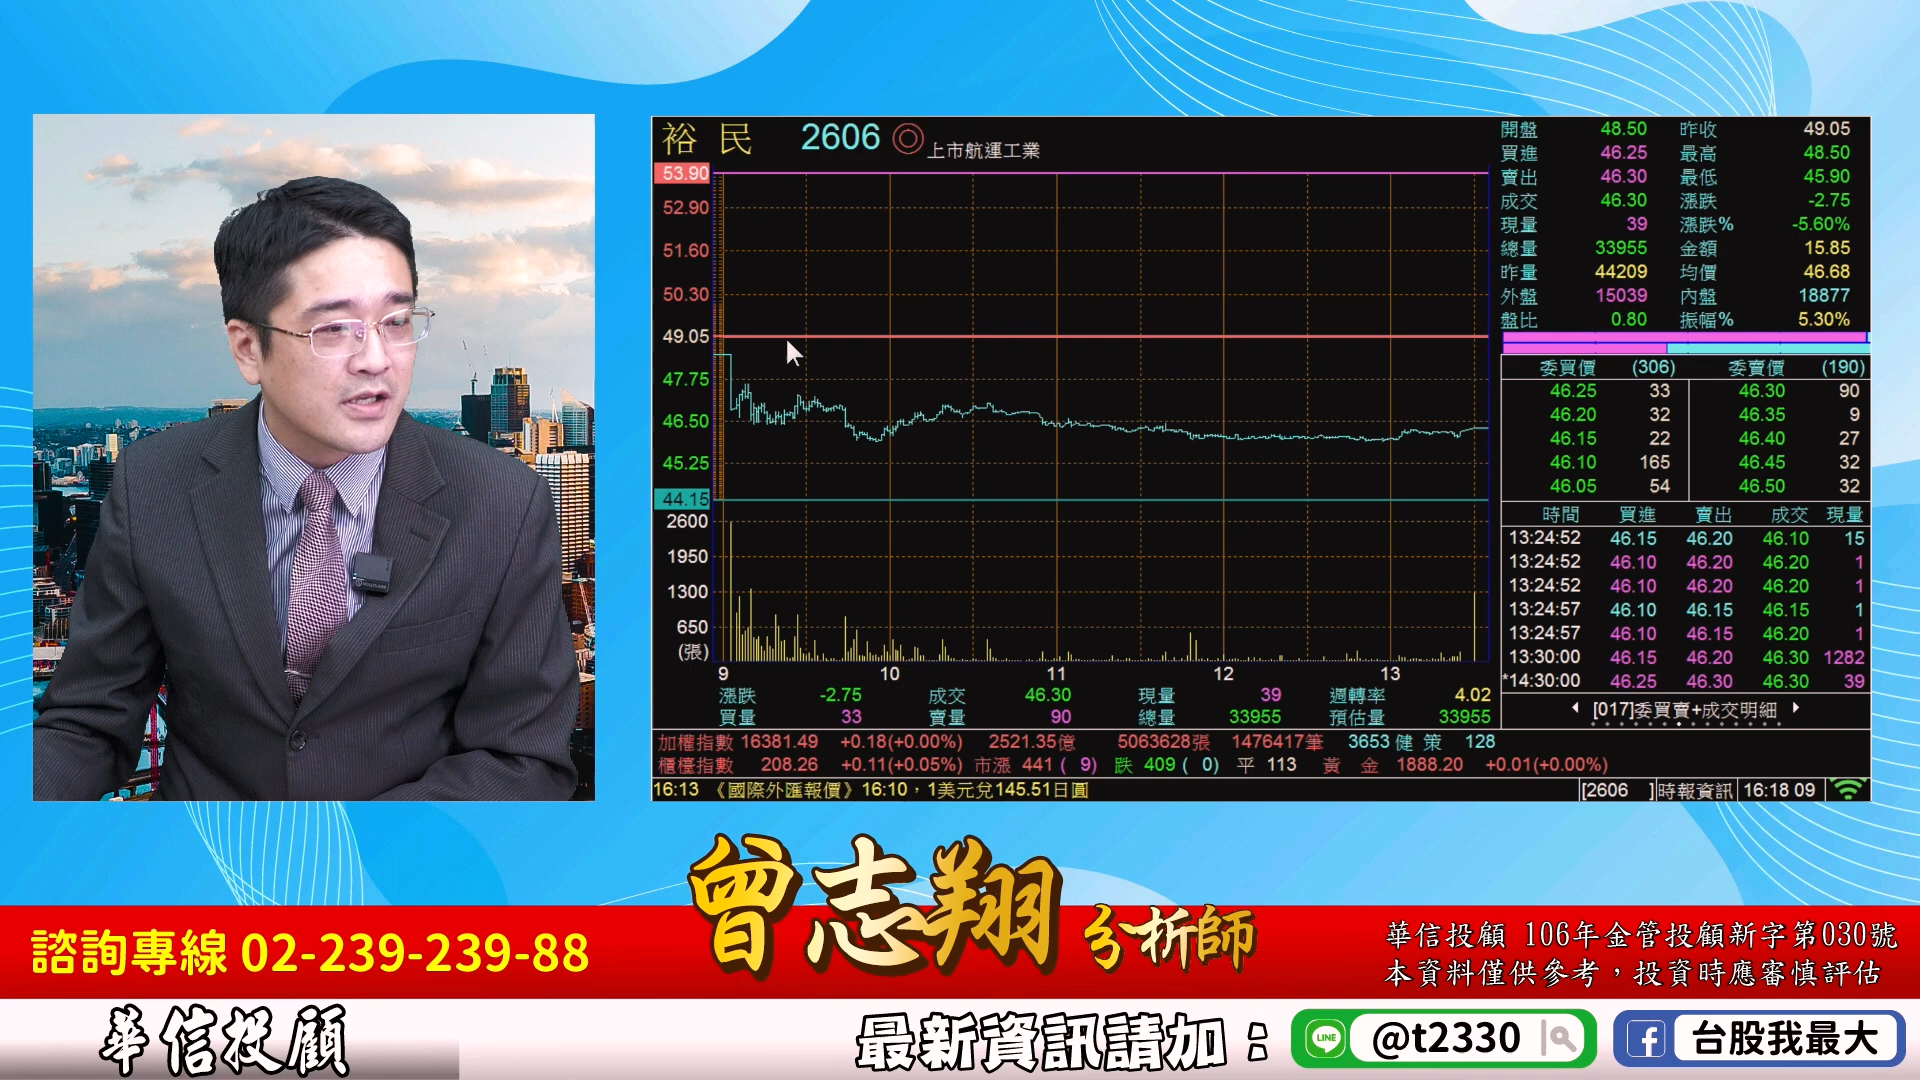 裕民 2606 ◎ 上市航運工業
53.90
52.90
51.60
50.30
49.05
47.75
46.50
45.25
44.15
2600
1950
1300
650
(張)
9 10 11 12 13
漲跌 -2.75 成交 46.30 現量 39 週轉率 4.02
買量 33 賣量 90 總量 33955 預估量 33955
開盤 48.50 昨收 49.05
買進 46.25 最高 48.50
賣出 46.30 最低 45.90
成交 46.30 漲跌 -2.75
現量 39 漲跌% -5.60%
總量 33955 金額 15.85
昨量 44209 均價 46.68
外盤 15039 內盤 18877
盤比 0.80 振幅% 5.30%
委買價 (306) 委賣價 (190)
46.25 33 46.30 90
46.20 32 46.35 9
46.15 22 46.40 27
46.10 165 46.45 32
46.05 54 46.50 32
時間 買進 賣出 成交 現量
13:24:52 46.15 46.20 46.10 15
13:24:52 46.10 46.20 46.20 1
13:24:52 46.10 46.20 46.20 1
13:24:57 46.10 46.15 46.15 1
13:24:57 46.10 46.15 46.20 1
13:30:00 46.15 46.20 46.30 1282
*14:30:00 46.25 46.30 46.30 39
[017]委買賣+成交明細
加權指數 16381.49 +0.18(+0.00%) 2521.35億 5063628張 1476417筆 3653 健 策 128
櫃檯指數 208.26 +0.11(+0.05%) 市漲 441 ( 9) 跌 409 ( 0) 平 113 黃 金 1888.20 +0.01(+0.00%)
16:13 《國際外匯報價》16:10，1美元兌145.51日圓 [2606 ]時報資訊 16:18 09
曾志翔 分析師
諮詢專線 02-239-239-88
華信投顧 106年金管投顧新字第030號
本資料僅供參考，投資時應審慎評估
華信投顧
最新資訊請加： LINE @t2330 f 台股我最大